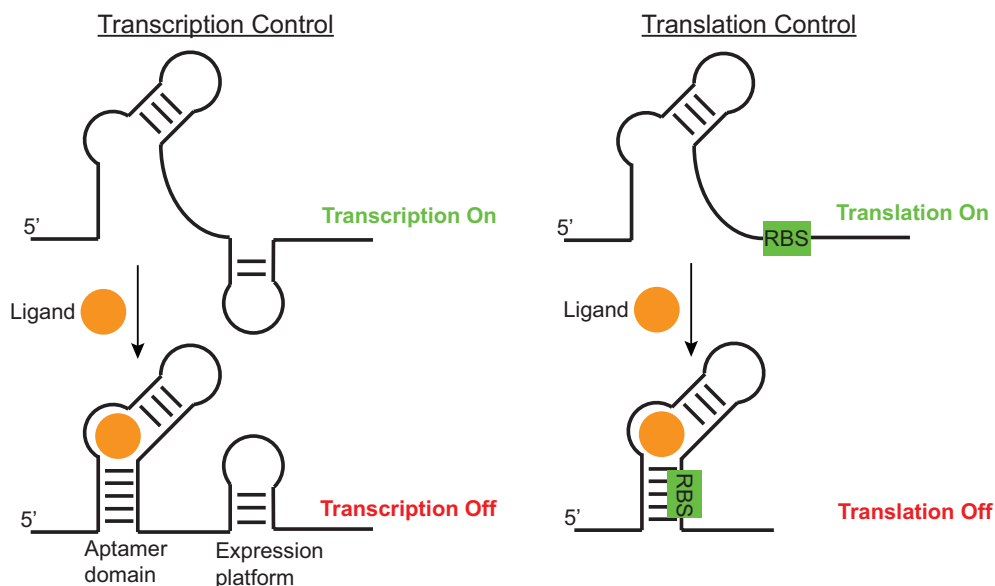 Transcription Control
5’
Transcription On
Ligand
5’
Transcription Off
Aptamer
domain
Expression
platform
Translation Control
5’
Translation On
RBS
Ligand
RBS
5’
Translation Off